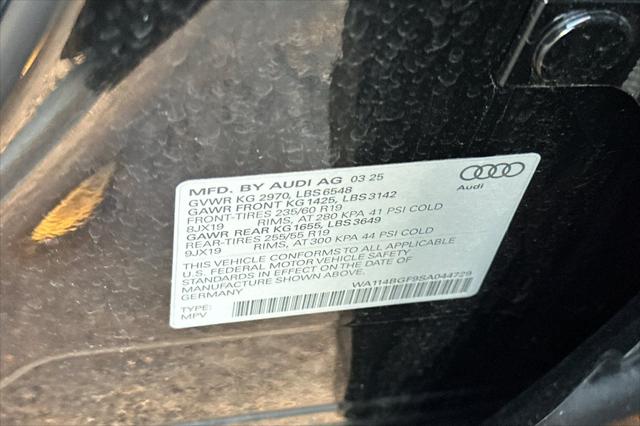 MFD. BY AUDI AG 03 25
GVWR KG 2970, LBS 6548
GAWR FRONT KG 1425, LBS 3142
FRONT-TIRES 235/60 R19
8JX19 RIMS, AT 280 KPA 41 PSI COLD
GAWR REAR KG 1655, LBS 3649
REAR-TIRES 255/55 R19
9JX19 RIMS, AT 300 KPA 44 PSI COLD
THIS VEHICLE CONFORMS TO ALL APPLICABLE
U.S. FEDERAL MOTOR VEHICLE SAFETY
STANDARDS IN EFFECT ON THE DATE OF
MANUFACTURE SHOWN ABOVE.
GERMANY
WA114BGF9SA044729
TYPE:
MPV
Audi